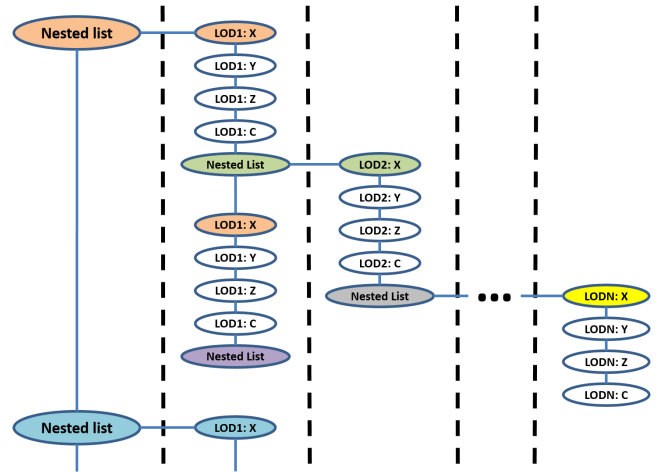 Nested list
LOD1: X
LOD1: Y
LOD1: Z
LOD1: C
Nested List
LOD2: X
LOD2: Y
LOD2: Z
LOD2: C
Nested List
...
LODN: X
LODN: Y
LODN: Z
LODN: C
LOD1: X
LOD1: Y
LOD1: Z
LOD1: C
Nested List
Nested list
LOD1: X